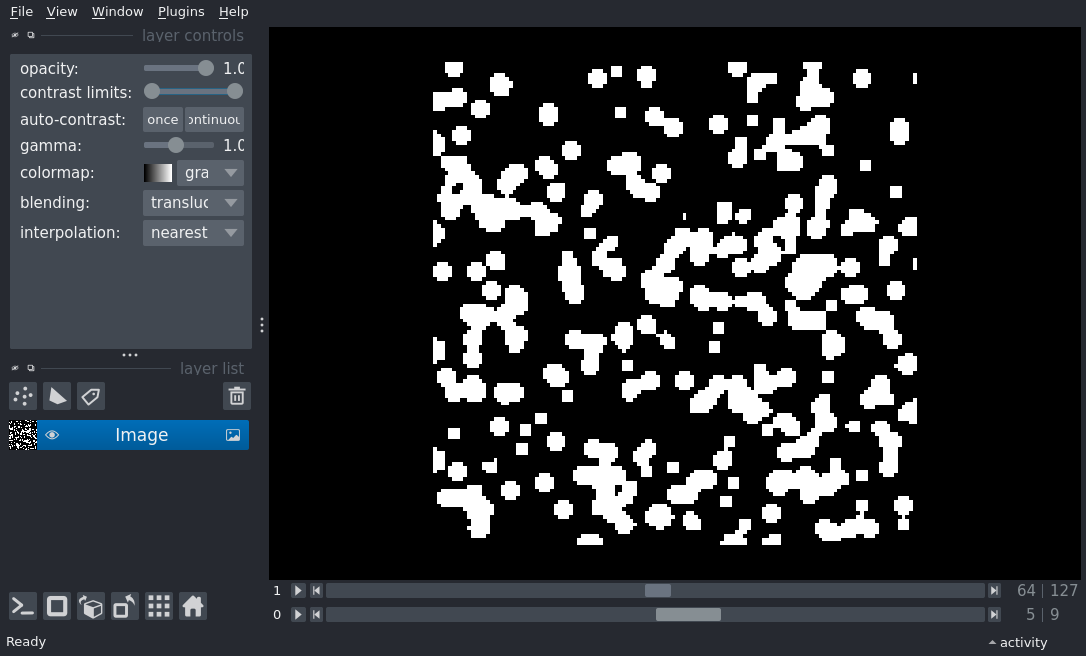 File View Window Plugins Help
layer controls
opacity: 1.0
contrast limits:
auto-contrast: once ontinuou
gamma: 1.0
colormap: gra
blending: transluc
interpolation: nearest
layer list
Image
1 64 | 127
0 5 | 9
Ready activity